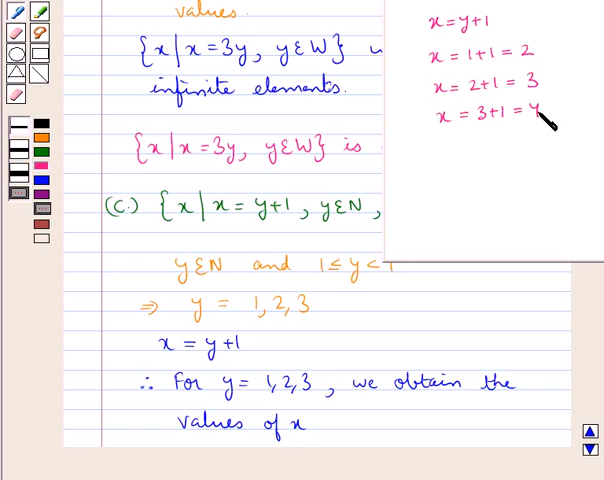 values.
{x | x = 3y, y ∈ W}
infinite elements.
{x | x = 3y, y ∈ W} is
(C.) {x | x = y+1, y ∈ N,
y ∈ N and 1 ≤ y <
⇒ y = 1, 2, 3
x = y+1
∴ For y = 1, 2, 3, we obtain the
values of x
x = y+1
x = 1+1 = 2
x = 2+1 = 3
x = 3+1 = 4